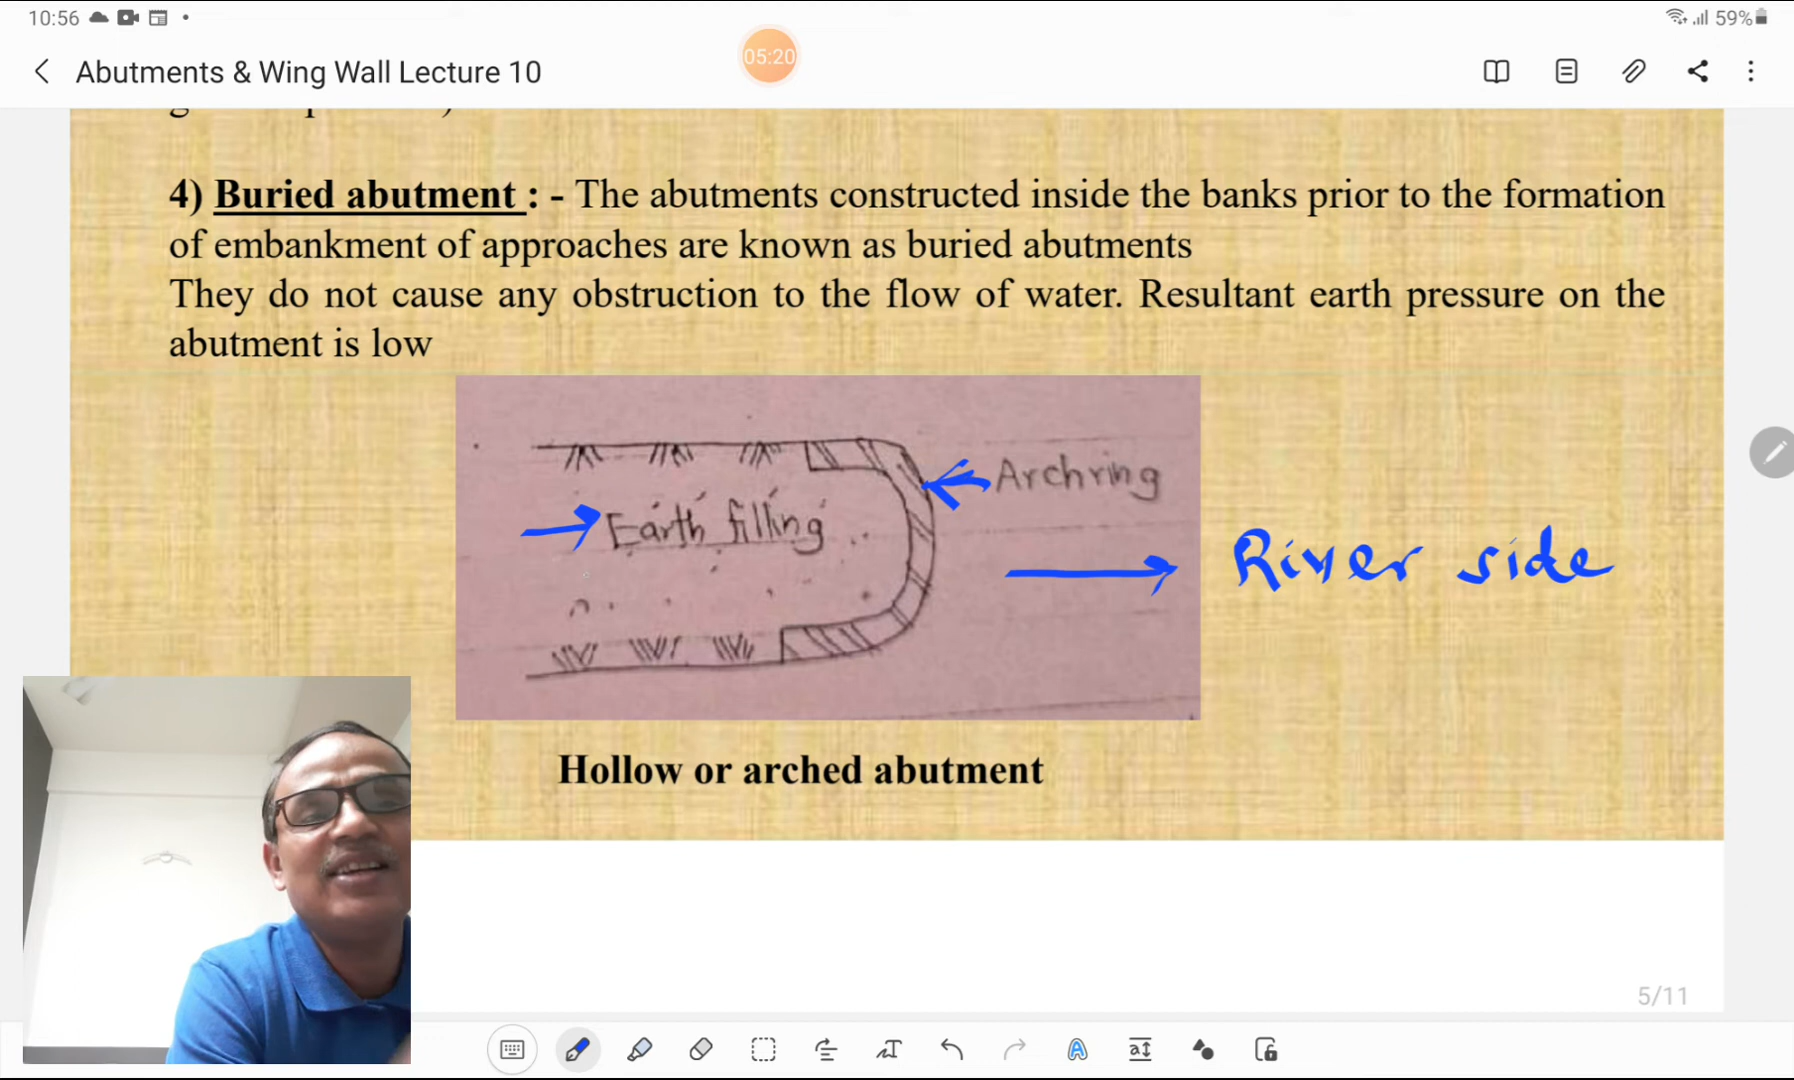 10:56
59%
Abutments & Wing Wall Lecture 10
05:20
4) Buried abutment : - The abutments constructed inside the banks prior to the formation
of embankment of approaches are known as buried abutments
They do not cause any obstruction to the flow of water. Resultant earth pressure on the
abutment is low
Archring
Earth filling
River side
Hollow or arched abutment
5/11